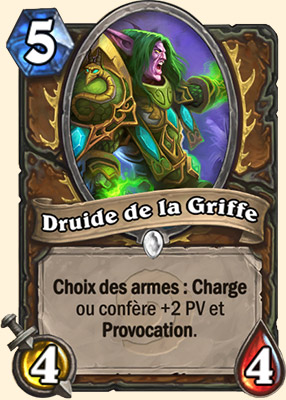 5
Druide de la Griffe
Choix des armes : Charge
ou confère +2 PV et
Provocation.
4
4